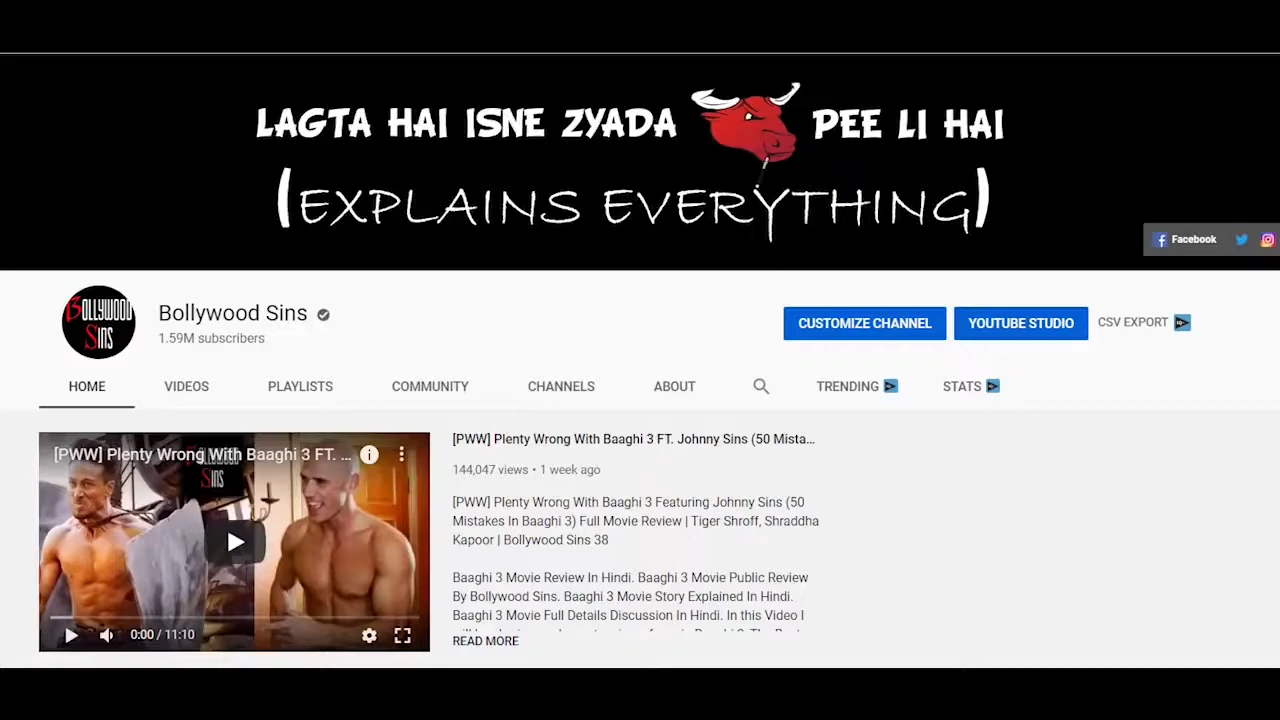 LAGTA HAI ISNE ZYADA PEE LI HAI
(EXPLAINS EVERYTHING)
Facebook
BOLLYWOOD
SINS
Bollywood Sins
1.59M subscribers
CUSTOMIZE CHANNEL
YOUTUBE STUDIO
CSV EXPORT
HOME
VIDEOS
PLAYLISTS
COMMUNITY
CHANNELS
ABOUT
TRENDING
STATS
[PWW] Plenty Wrong With Baaghi 3 FT. ...
BOLLYWOOD
SINS
0:00 / 11:10
[PWW] Plenty Wrong With Baaghi 3 FT. Johnny Sins (50 Mista...
144,047 views • 1 week ago
[PWW] Plenty Wrong With Baaghi 3 Featuring Johnny Sins (50
Mistakes In Baaghi 3) Full Movie Review | Tiger Shroff, Shraddha
Kapoor | Bollywood Sins 38
Baaghi 3 Movie Review In Hindi. Baaghi 3 Movie Public Review
By Bollywood Sins. Baaghi 3 Movie Story Explained In Hindi.
Baaghi 3 Movie Full Details Discussion In Hindi. In this Video I
READ MORE